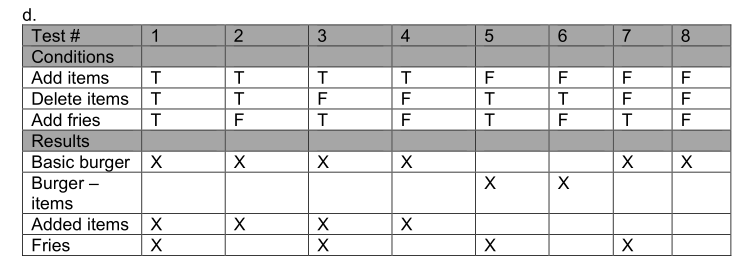 d.
Test # 1 2 3 4 5 6 7 8
Conditions
Add items T T T T F F F F
Delete items T T F F T T F F
Add fries T F T F T F T F
Results
Basic burger X X X X X X
Burger – X X
items
Added items X X X X
Fries X X X X